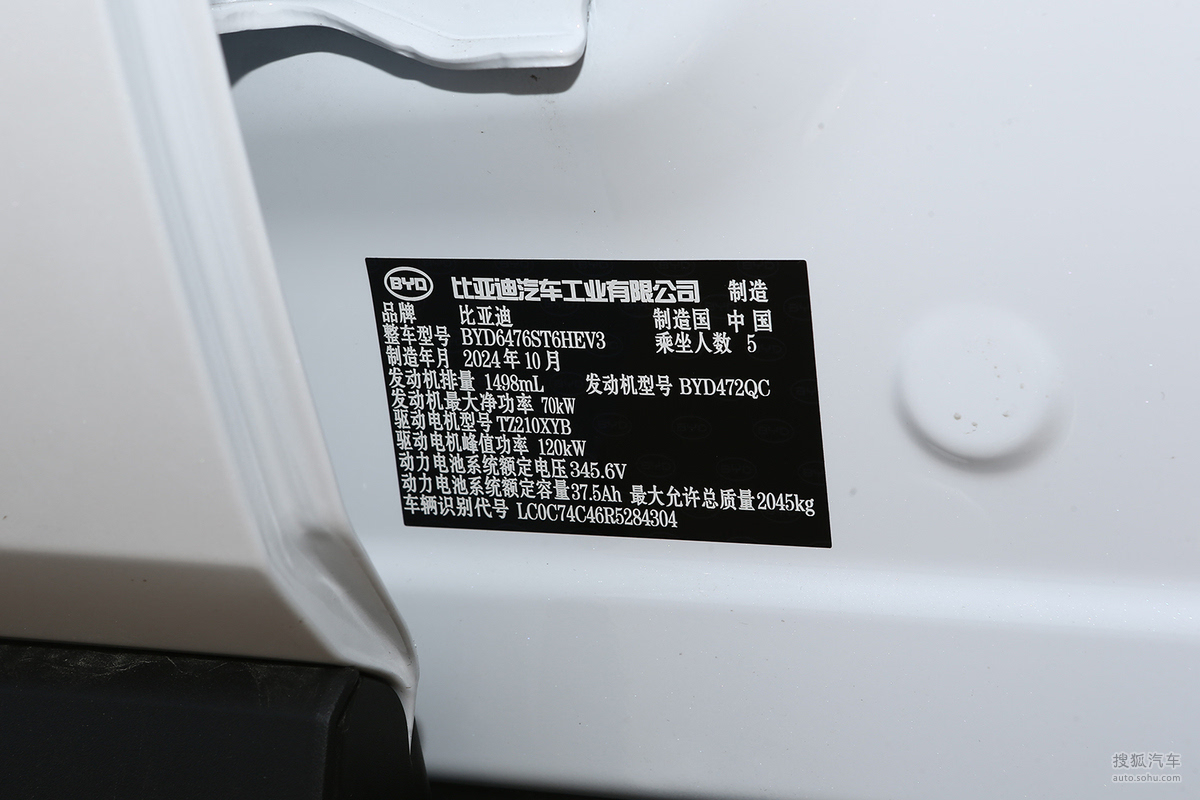 BYD 比亚迪汽车工业有限公司 制造
品牌 比亚迪 制造国 中国
整车型号 BYD6476ST6HEV3 乘坐人数 5
制造年月 2024年10月
发动机排量 1498mL 发动机型号 BYD472QC
发动机最大净功率 70kW
驱动电机型号 TZ210XYB
驱动电机峰值功率 120kW
动力电池系统额定电压 345.6V
动力电池系统额定容量 37.5Ah 最大允许总质量 2045kg
车辆识别代号 LC0C74C46R5284304
搜狐汽车
auto.sohu.com